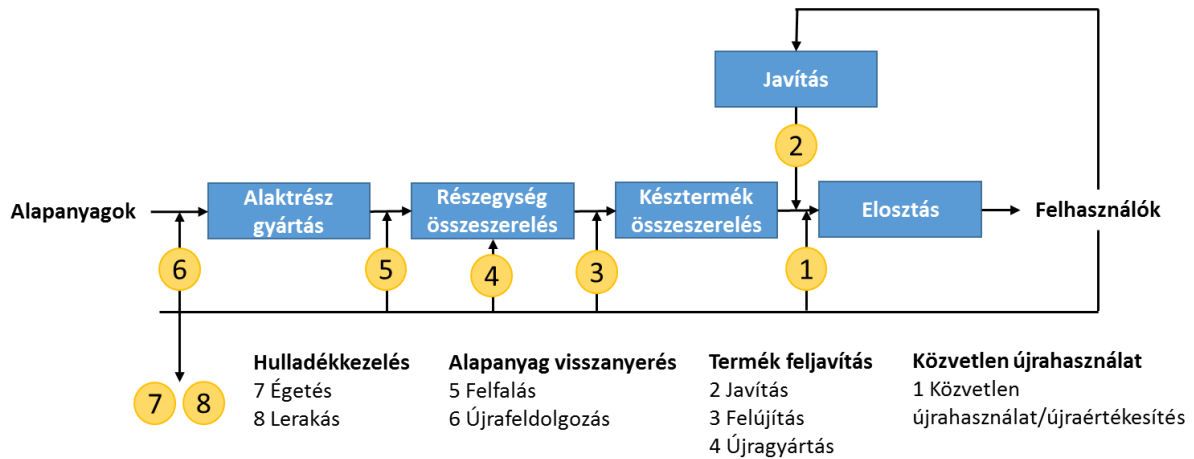 Javítás
2
Alapanyagok
Alaktrész
gyártás
Részegység
összeszerelés
Késztermék
összeszerelés
Elosztás
Felhasználók
6
5
4
3
1
7
8
Hulladékkezelés
7 Égetés
8 Lerakás
Alapanyag visszanyerés
5 Felfalás
6 Újrafeldolgozás
Termék feljavítás
2 Javítás
3 Felújítás
4 Újragyártás
Közvetlen újrahasználat
1 Közvetlen
újrahasználat/újraértékesítés